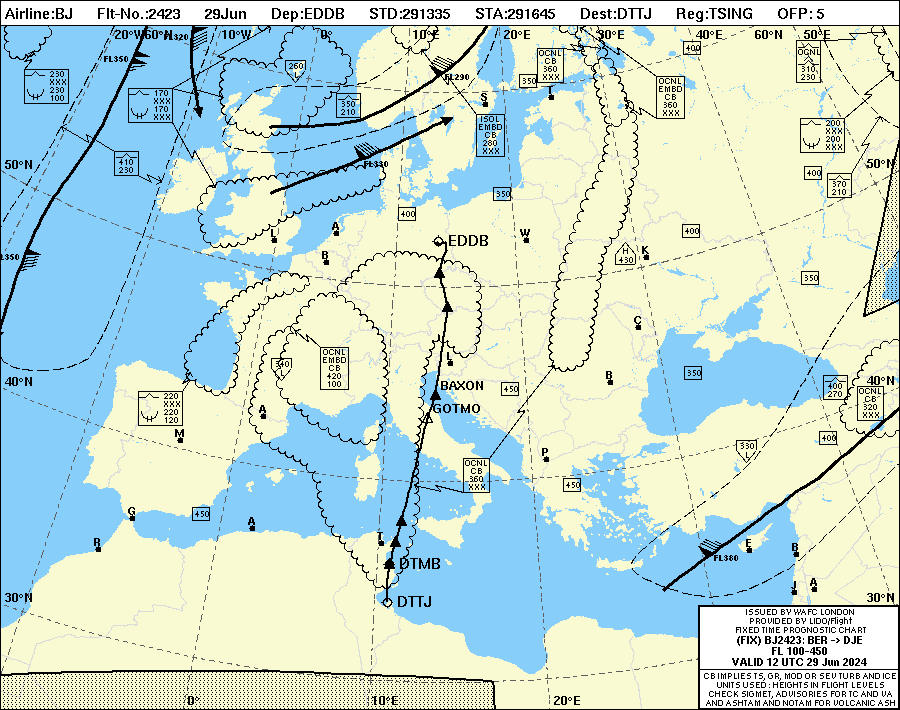 Airline:BJ Flt-No.:2423 29Jun Dep:EDDB STD:291335 STA:291645 Dest:DTTJ Reg:TSING OFP: 5
20°W 60°N 10°W 0° 10°E 20°E 30°E 40°E 60°N 50°E
FL350
FL320
230
XXX
230
100
170
XXX
170
XXX
260
L
350
210
FL290
350
OCNL
CB
360
XXX
400
OCNL
310
230
OCNL
EMBD
CB
360
XXX
S
T
ISOL
EMBD
CB
280
XXX
200
XXX
200
XXX
410
230
FL330
50°N
50°N
400
370
210
350
400
L
A
B
EDDB
W
400
H
430
K
FL350
350
C
340
L
OCNL
EMBD
CB
420
100
L
BAXON
GOTMO
450
B
350
400
270
40°N
40°N
OCNL
CB
320
XXX
220
XXX
220
120
A
M
400
330
L
P
OCNL
CB
360
XXX
450
450
G
A
R
T
DTMB
DTTJ
FL380
E
B
J
A
30°N
30°N
0° 10°E 20°E
ISSUED BY WAFC LONDON
PROVIDED BY LIDO/Flight
FIXED TIME PROGNOSTIC CHART
(FIX) BJ2423: BER -> DJE
FL 100-450
VALID 12 UTC 29 Jun 2024
CB IMPLIES TS, GR, MOD OR SEV TURB AND ICE
UNITS USED : HEIGHTS IN FLIGHT LEVELS
CHECK SIGMET, ADVISORIES FOR TC AND VA
AND ASHTAM AND NOTAM FOR VOLCANIC ASH